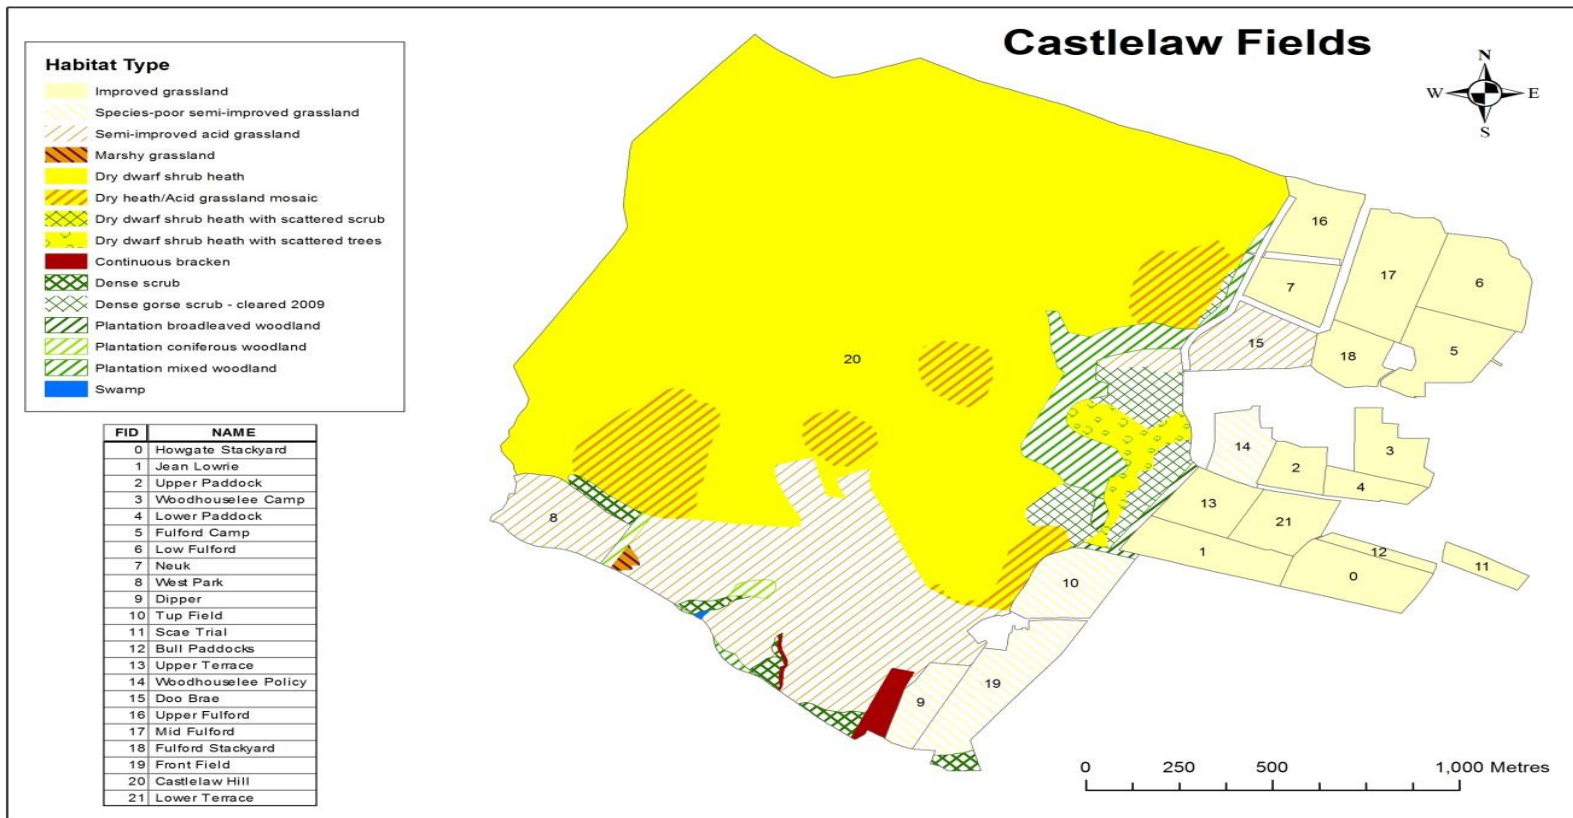 Castlelaw Fields
N
W E
S
Habitat Type
Improved grassland
Species-poor semi-improved grassland
Semi-improved acid grassland
Marshy grassland
Dry dwarf shrub heath
Dry heath/Acid grassland mosaic
Dry dwarf shrub heath with scattered scrub
Dry dwarf shrub heath with scattered trees
Continuous bracken
Dense scrub
Dense gorse scrub - cleared 2009
Plantation broadleaved woodland
Plantation coniferous woodland
Plantation mixed woodland
Swamp
FID NAME
0 Howgate Stackyard
1 Jean Lowrie
2 Upper Paddock
3 Woodhouselee Camp
4 Lower Paddock
5 Fulford Camp
6 Low Fulford
7 Neuk
8 West Park
9 Dipper
10 Tup Field
11 Scae Trial
12 Bull Paddocks
13 Upper Terrace
14 Woodhouselee Policy
15 Doo Brae
16 Upper Fulford
17 Mid Fulford
18 Fulford Stackyard
19 Front Field
20 Castlelaw Hill
21 Lower Terrace
16
17
6
7
15
18
5
20
14
2
3
4
8
13
21
1
12
11
0
10
19
9
0 250 500 1,000 Metres